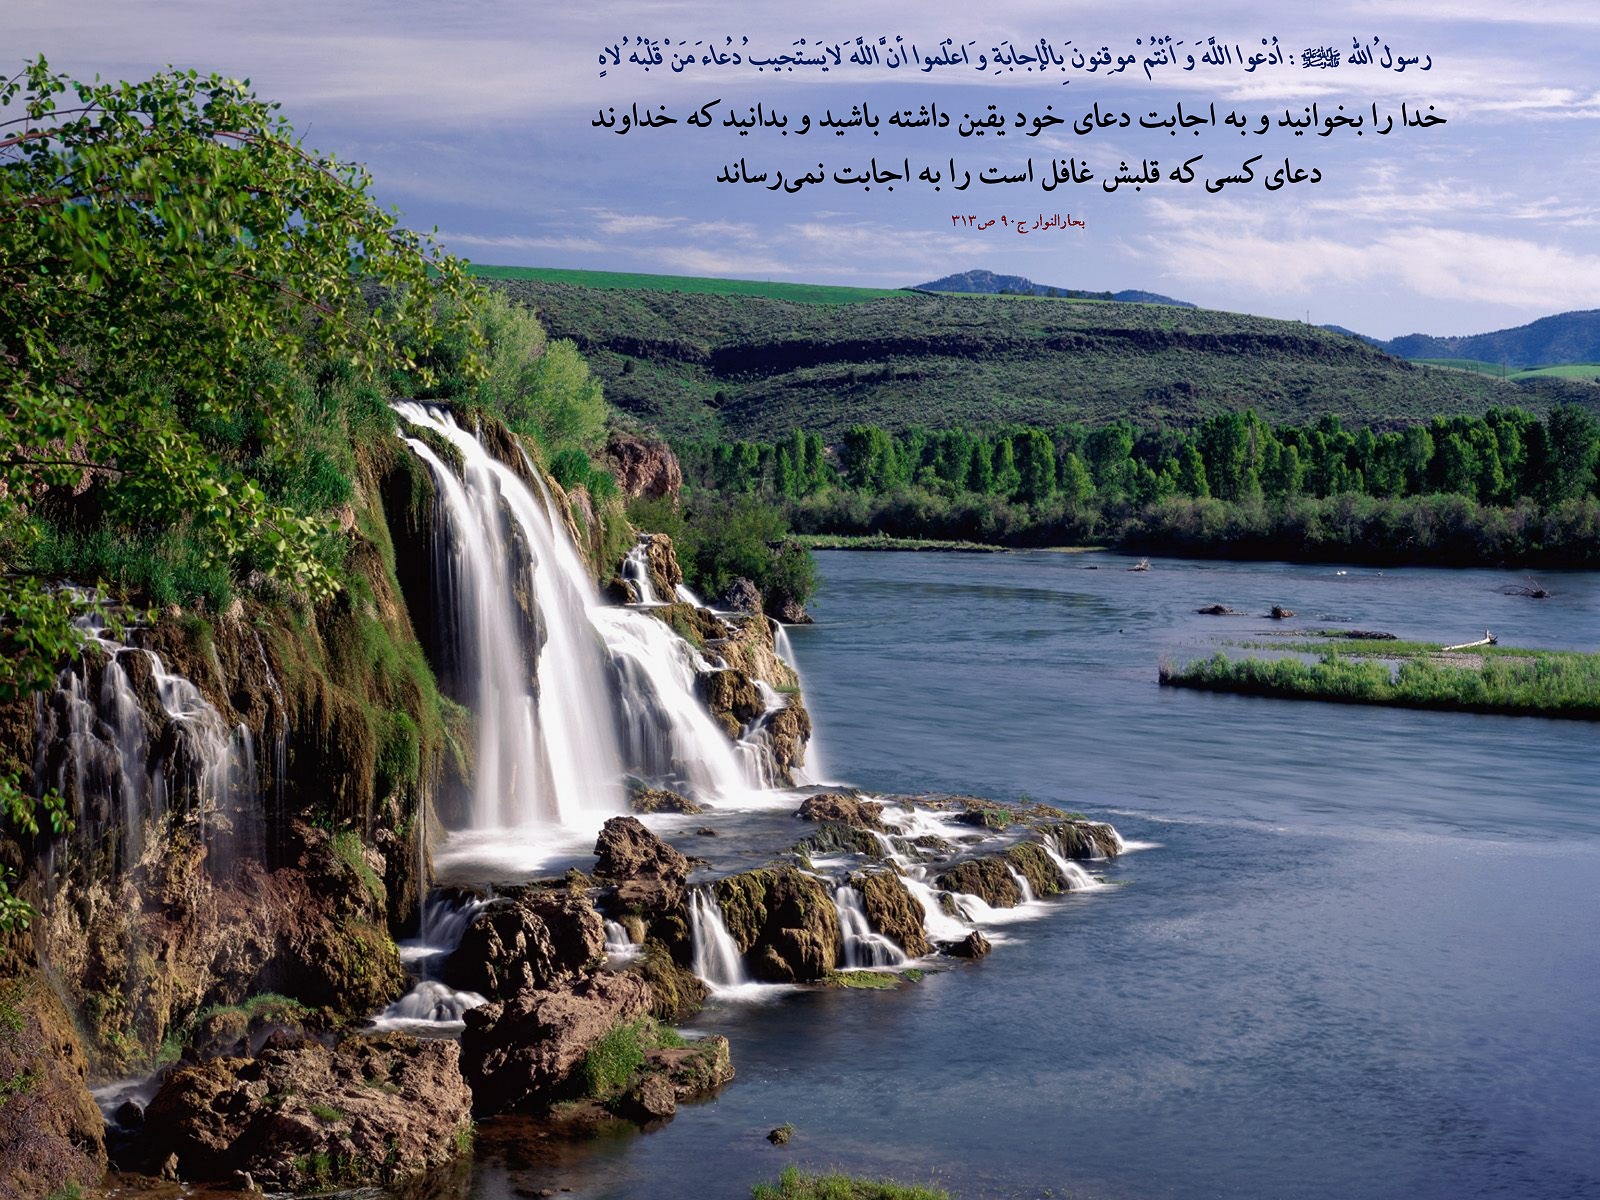 رسولُ الله ﷺ : اُدْعوا اللَّهَ وَ أنْتُمْ موقِنونَ بِالْإجابَةِ وَ اعْلَموا أنَّ اللَّهَ لايَسْتَجيبُ دُعاءَ مَنْ قَلْبُهُ لاهٍ
خدا را بخوانید و به اجابت دعای خود یقین داشته باشید و بدانید که خداوند
دعای کسی که قلبش غافل است را به اجابت نمی‌رساند
بحارالنوار ج۹۰ ص۳۱۳